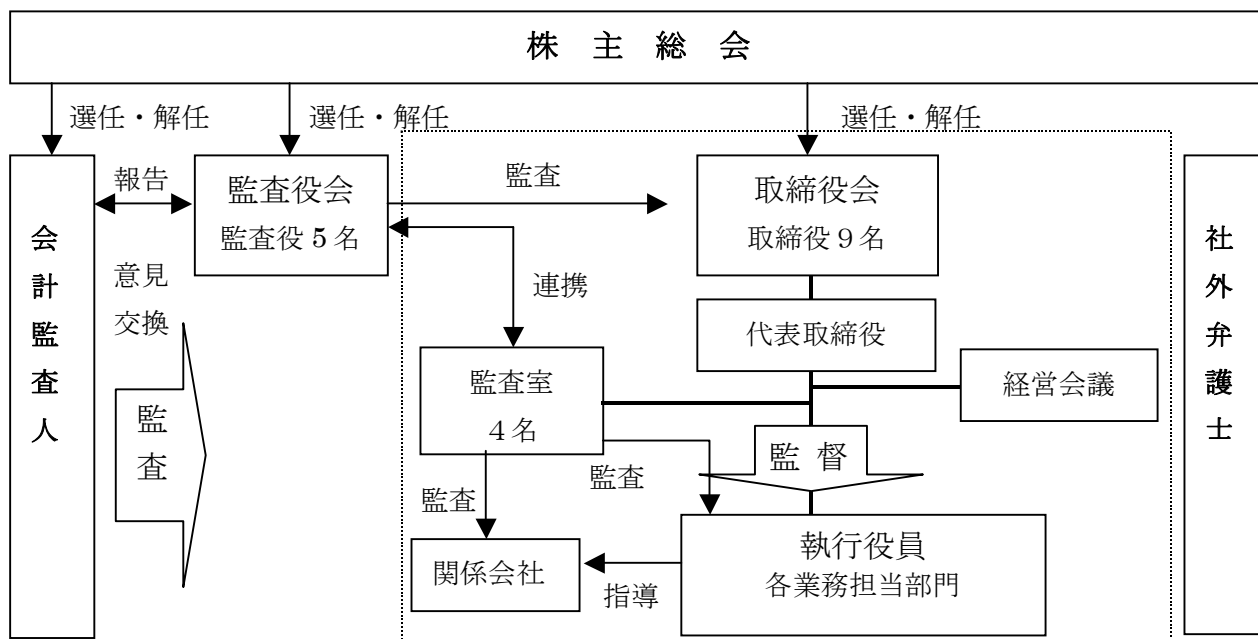 株 主 総 会
選任・解任
選任・解任
選任・解任
報告
監査役会
監査役 5 名
監査
取締役会
取締役９名
会計監査人
社外弁護士
意見
交換
連携
代表取締役
監査室
４名
経営会議
監査
監 督
監査
監査
執行役員
各業務担当部門
関係会社
指導